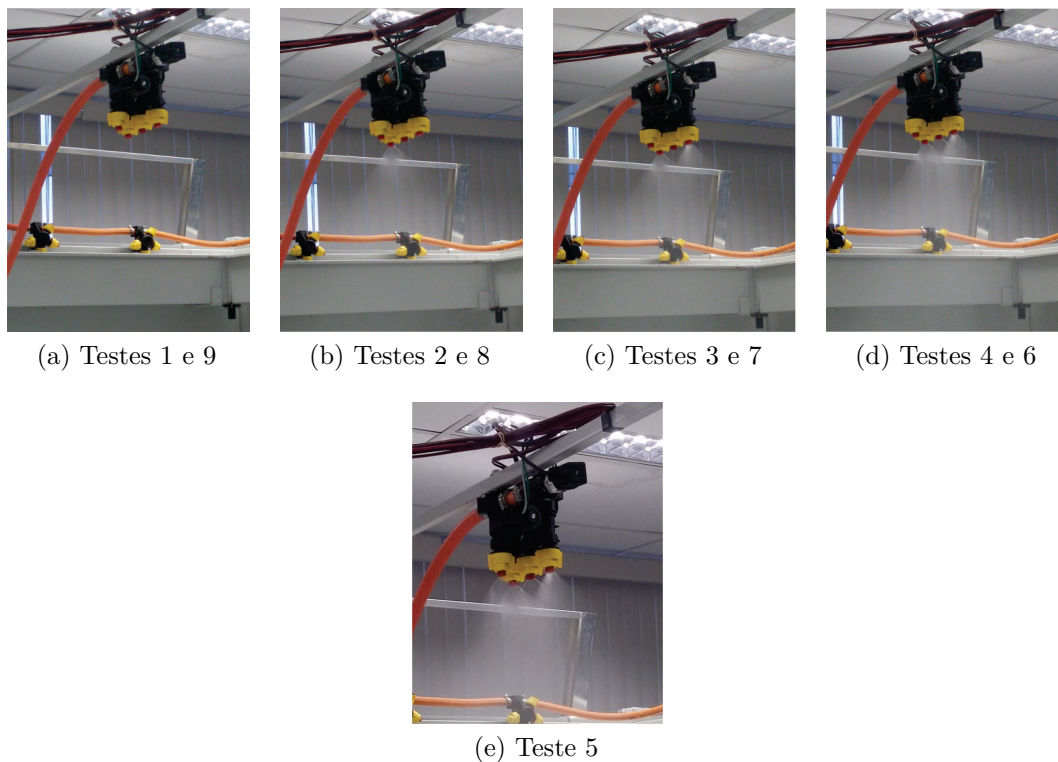 (a) Testes 1 e 9
(b) Testes 2 e 8
(c) Testes 3 e 7
(d) Testes 4 e 6
(e) Teste 5